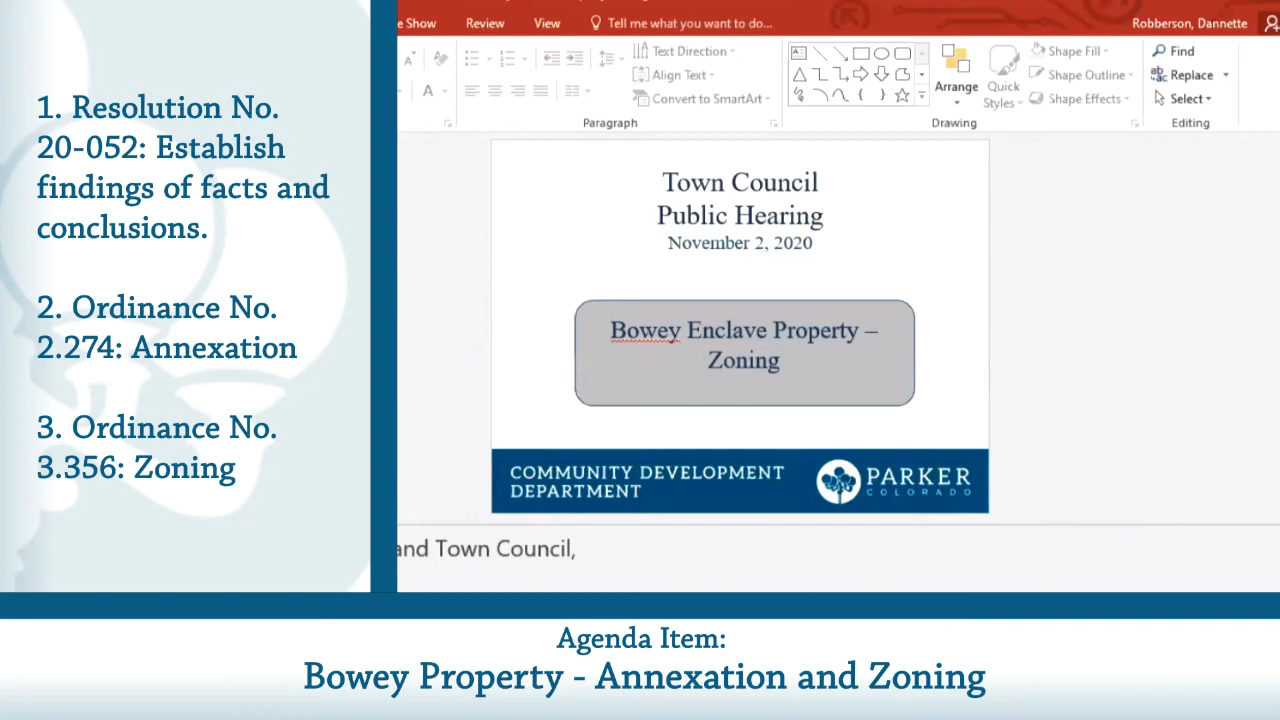 1. Resolution No.
20-052: Establish
findings of facts and
conclusions.
2. Ordinance No.
2.274: Annexation
3. Ordinance No.
3.356: Zoning
e Show Review View Tell me what you want to do... Robberson, Dannette
Text Direction
Align Text
Convert to SmartArt
Paragraph
Arrange
Quick
Styles
Shape Fill
Shape Outline
Shape Effects
Drawing
Find
Replace
Select
Editing
Town Council
Public Hearing
November 2, 2020
Bowey Enclave Property –
Zoning
COMMUNITY DEVELOPMENT
DEPARTMENT
PARKER
COLORADO
and Town Council,
Agenda Item:
Bowey Property - Annexation and Zoning